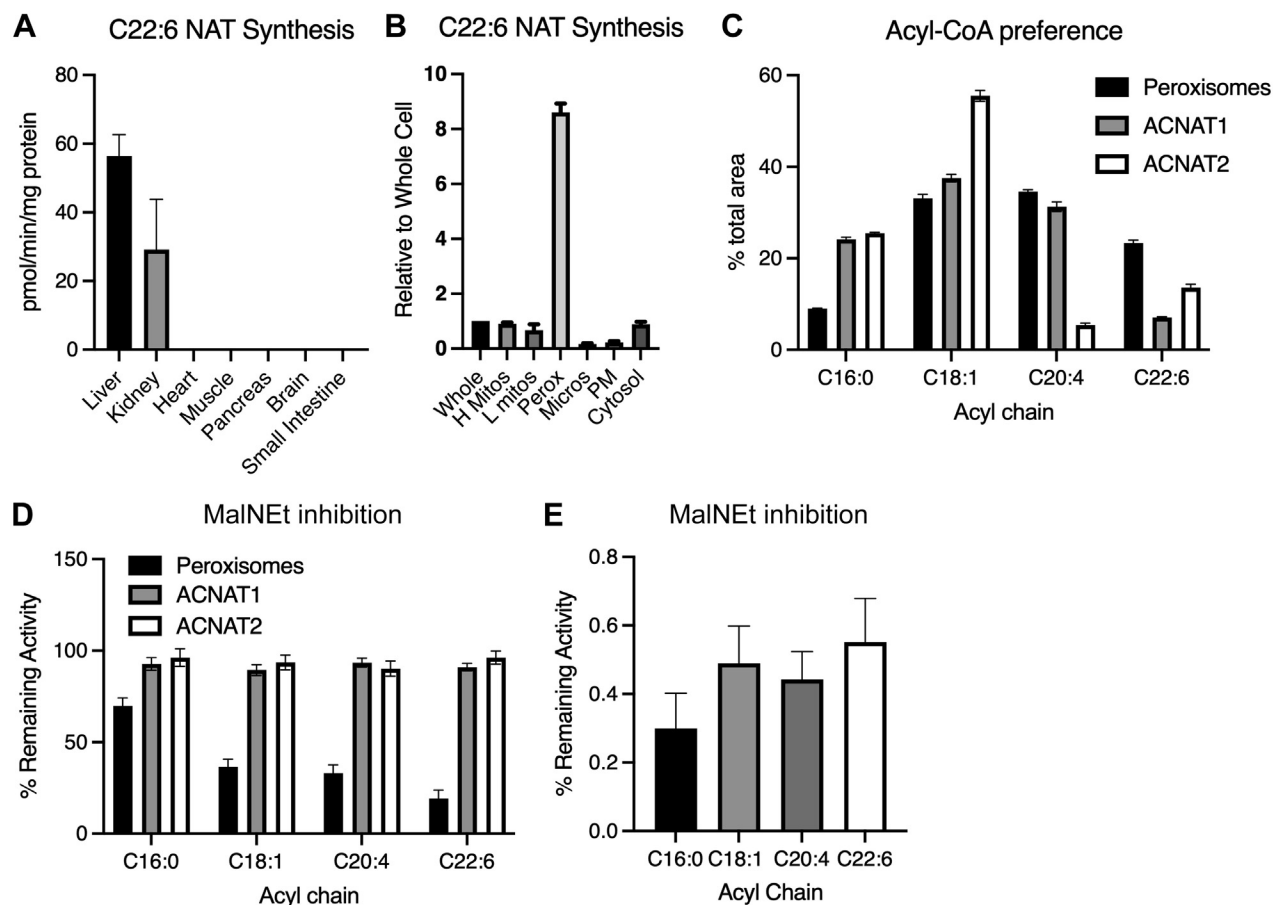 A
C22:6 NAT Synthesis
pmol/min/mg protein
80
60
40
20
0
Liver
Kidney
Heart
Muscle
Pancreas
Brain
Small Intestine
B
C22:6 NAT Synthesis
Relative to Whole Cell
10
8
6
4
2
0
Whole
H Mitos
L mitos
Perox
Micros
PM
Cytosol
C
Acyl-CoA preference
% total area
60
40
20
0
Peroxisomes
ACNAT1
ACNAT2
C16:0
C18:1
C20:4
C22:6
Acyl chain
D
MalNEt inhibition
% Remaining Activity
150
100
50
0
Peroxisomes
ACNAT1
ACNAT2
C16:0
C18:1
C20:4
C22:6
Acyl chain
E
MalNEt inhibition
% Remaining Activity
0.8
0.6
0.4
0.2
0.0
C16:0
C18:1
C20:4
C22:6
Acyl Chain